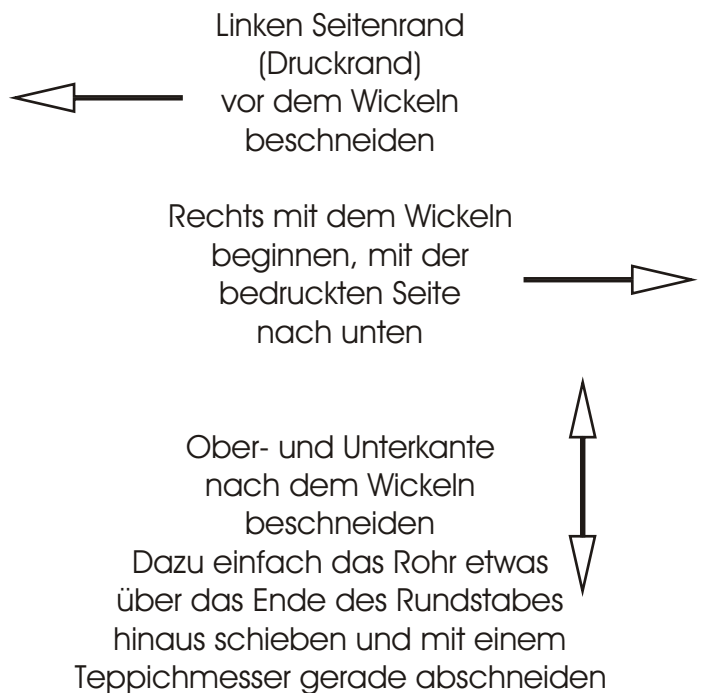 Linken Seitenrand
(Druckrand)
vor dem Wickeln
beschneiden
Rechts mit dem Wickeln
beginnen, mit der
bedruckten Seite
nach unten
Ober- und Unterkante
nach dem Wickeln
beschneiden
Dazu einfach das Rohr etwas
über das Ende des Rundstabes
hinaus schieben und mit einem
Teppichmesser gerade abschneiden